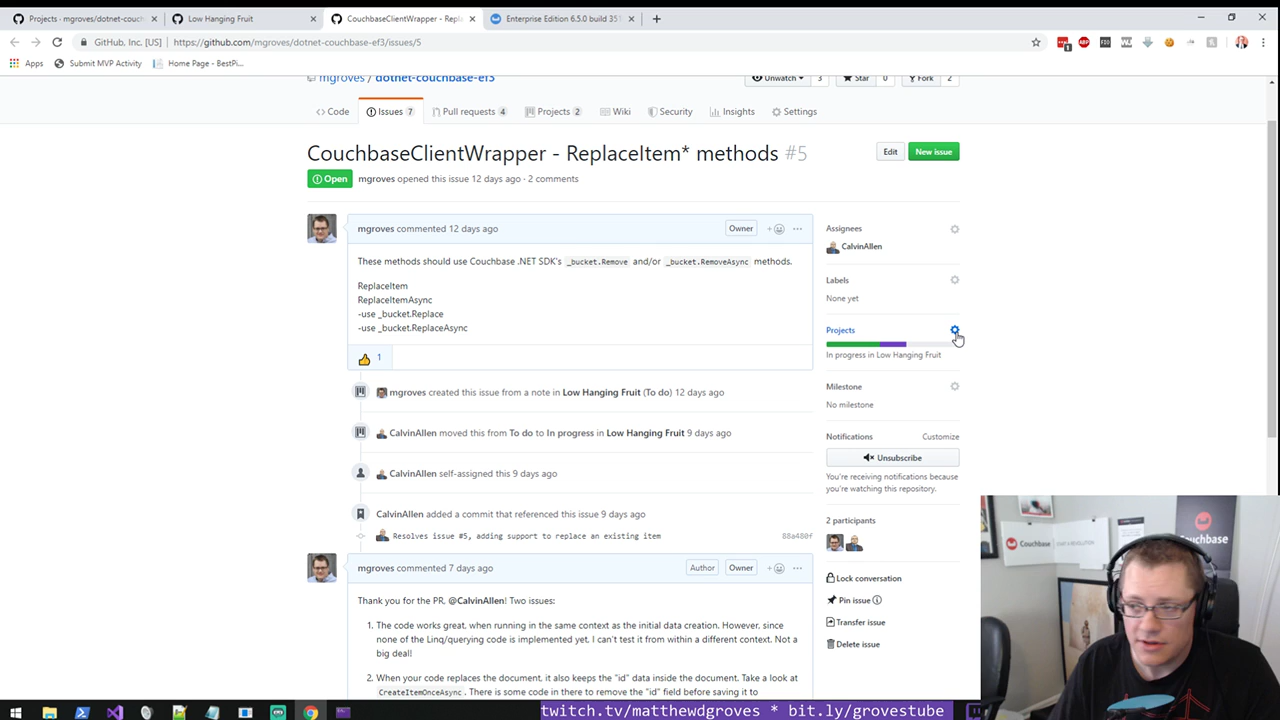 Projects - mgroves/dotnet-couch
Low Hanging Fruit
CouchbaseClientWrapper - Repla
Enterprise Edition 6.5.0 build 35
GitHub, Inc. [US]
https://github.com/mgroves/dotnet-couchbase-ef3/issues/5
Apps
Submit MVP Activity
Home Page - BestPi...
mgroves / dotnet-couchbase-ef3
Unwatch 3
Star 0
Fork 2
Code
Issues 7
Pull requests 4
Projects 2
Wiki
Security
Insights
Settings
CouchbaseClientWrapper - ReplaceItem* methods #5
Edit
New issue
Open
mgroves opened this issue 12 days ago · 2 comments
mgroves commented 12 days ago
Owner
These methods should use Couchbase .NET SDK's _bucket.Remove and/or _bucket.RemoveAsync methods.
ReplaceItem
ReplaceItemAsync
-use _bucket.Replace
-use _bucket.ReplaceAsync
1
mgroves created this issue from a note in Low Hanging Fruit (To do) 12 days ago
CalvinAllen moved this from To do to In progress in Low Hanging Fruit 9 days ago
CalvinAllen self-assigned this 9 days ago
CalvinAllen added a commit that referenced this issue 9 days ago
Resolves issue #5, adding support to replace an existing item
88a480f
mgroves commented 7 days ago
Author
Owner
Thank you for the PR, @CalvinAllen! Two issues:
1. The code works great, when running in the same context as the initial data creation. However, since
none of the Linq/querying code is implemented yet, I can't test it from within a different context. Not a
big deal!
2. When your code replaces the document, it also keeps the "id" data inside the document. Take a look at
CreateItemOnceAsync. There is some code in there to remove the "id" field before saving it to
Assignees
CalvinAllen
Labels
None yet
Projects
In progress in Low Hanging Fruit
Milestone
No milestone
Notifications
Customize
Unsubscribe
You're receiving notifications because
you're watching this repository.
2 participants
Lock conversation
Pin issue
Transfer issue
Delete issue
Couchbase
Couchbase
twitch.tv/matthewdgroves * bit.ly/grovestube